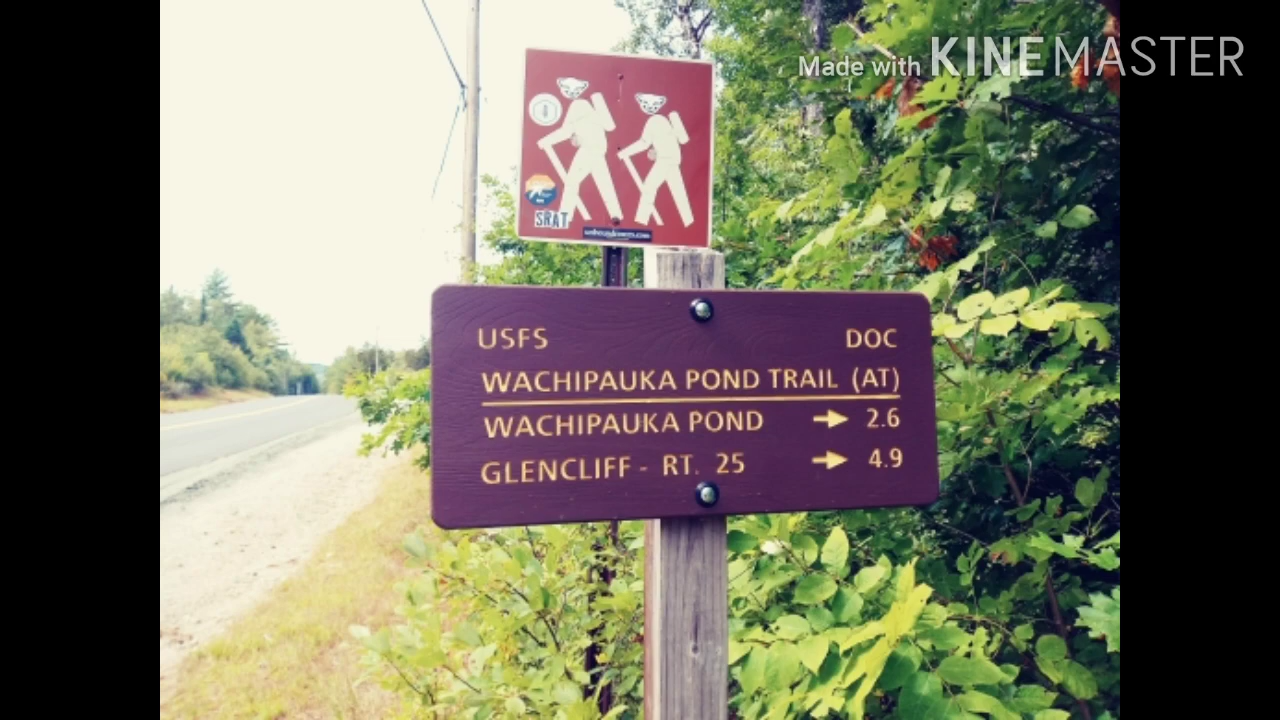 Made with KINEMASTER
SRAT
USFS DOC
WACHIPAUKA POND TRAIL (AT)
WACHIPAUKA POND → 2.6
GLENCLIFF - RT. 25 → 4.9